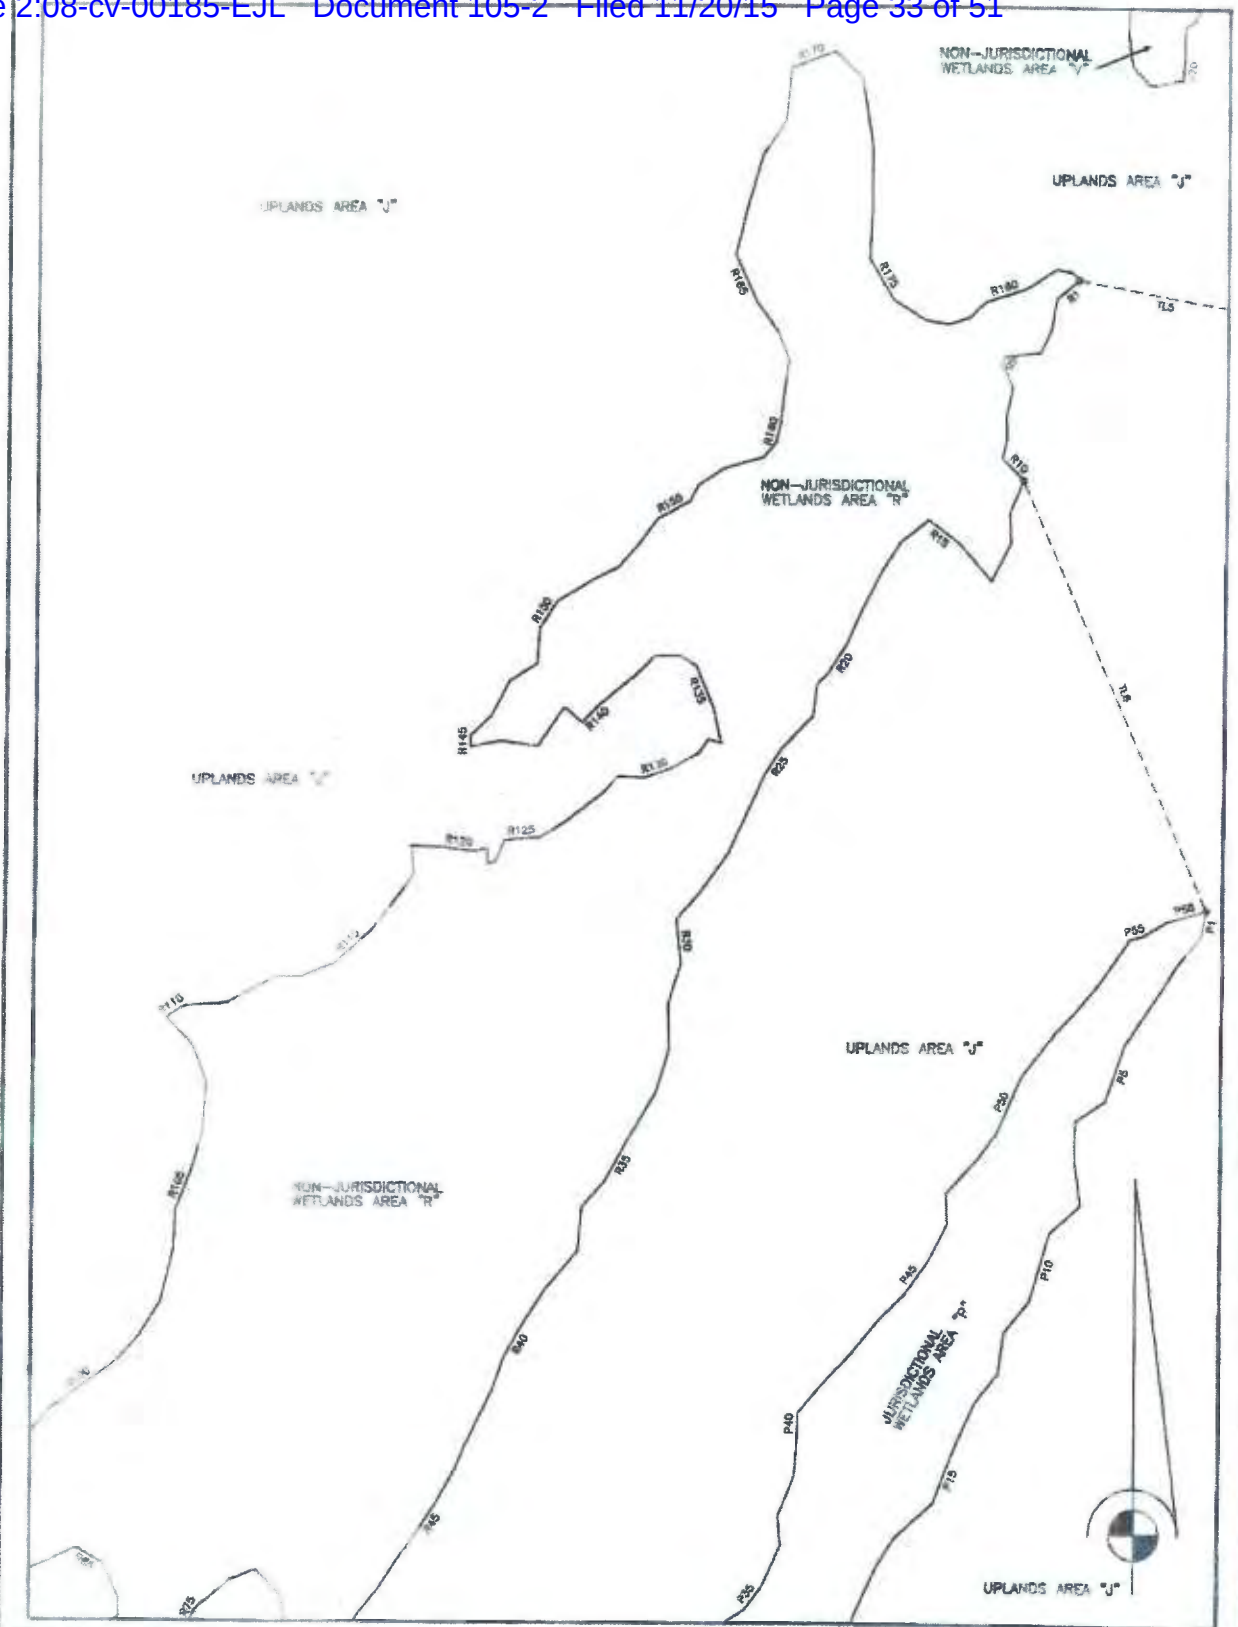 2:08-cv-00185-EJL Document 105-2 Filed 11/20/15 Page 33 of 51
R170
NON-JURISDICTIONAL
WETLANDS AREA "V"
UPLANDS AREA "J"
UPLANDS AREA "J"
R165
R175
R180
R1
TL5
R160
R10
NON-JURISDICTIONAL
WETLANDS AREA "R"
R155
R15
R150
R20
R135
R140
TL6
R145
R130
R25
UPLANDS AREA "J"
R125
R120
P1
P55
R115
R30
R110
UPLANDS AREA "J"
P5
P50
R35
R105
NON-JURISDICTIONAL
WETLANDS AREA "R"
P10
P45
JURISDICTIONAL
WETLANDS AREA "P"
R40
P40
P15
R45
UPLANDS AREA "J"
P35
R75